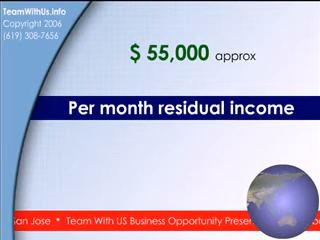 TeamWithUs.info
Copyright 2006
(619) 308-7656
$ 55,000 approx
Per month residual income
San Jose * Team With US Business Opportunity